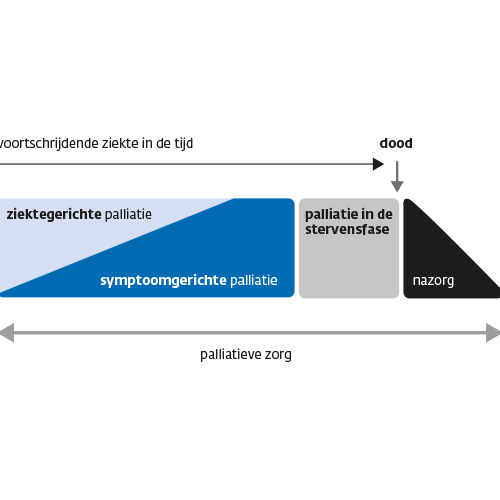 voortschrijdende ziekte in de tijd
dood
ziektegerichte palliatie
palliatie in de
stervensfase
symptoomgerichte palliatie
nazorg
palliatieve zorg